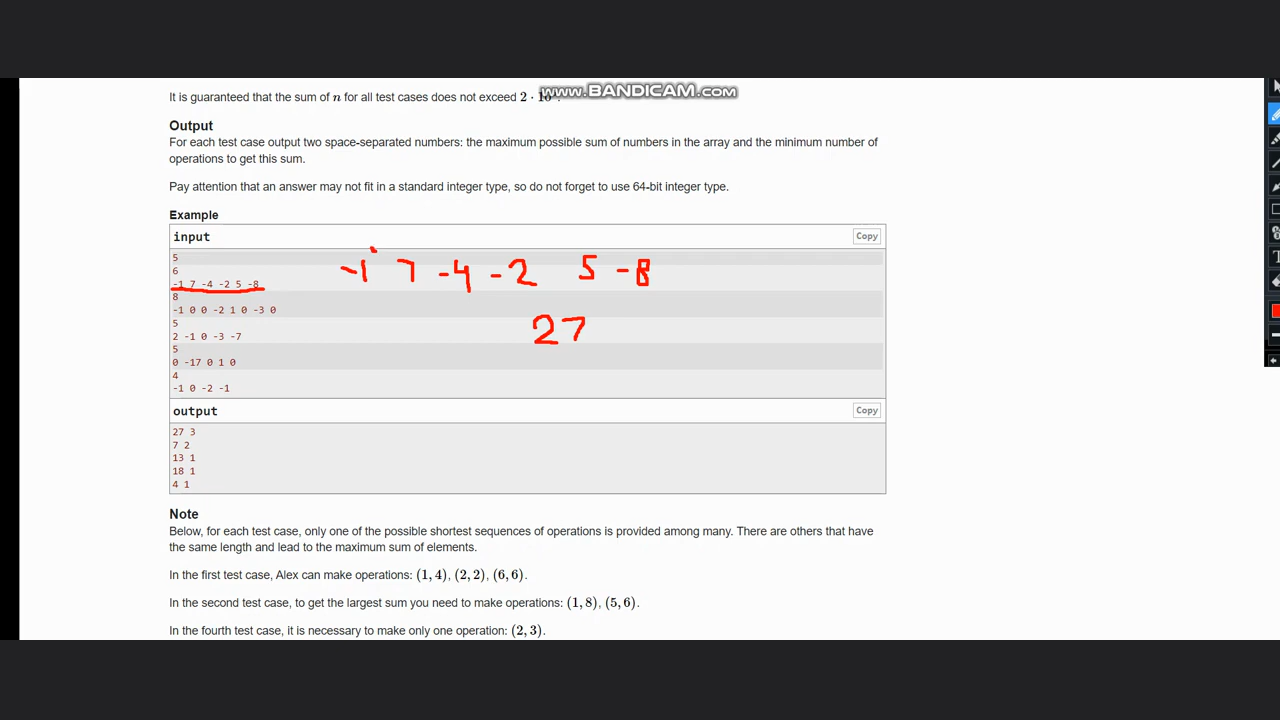 www.BANDICAM.com
It is guaranteed that the sum of n for all test cases does not exceed 2 ⋅
Output
For each test case output two space-separated numbers: the maximum possible sum of numbers in the array and the minimum number of
operations to get this sum.
Pay attention that an answer may not fit in a standard integer type, so do not forget to use 64-bit integer type.
Example
input
Copy
5
6
-1 7 -4 -2 5 -8
8
-1 0 0 -2 1 0 -3 0
5
2 -1 0 -3 -7
5
0 -17 0 1 0
4
-1 0 -2 -1
-1 7 -4 -2 5 -8
27
output
Copy
27 3
7 2
13 1
18 1
4 1
Note
Below, for each test case, only one of the possible shortest sequences of operations is provided among many. There are others that have
the same length and lead to the maximum sum of elements.
In the first test case, Alex can make operations: (1, 4), (2, 2), (6, 6).
In the second test case, to get the largest sum you need to make operations: (1, 8), (5, 6).
In the fourth test case, it is necessary to make only one operation: (2, 3).